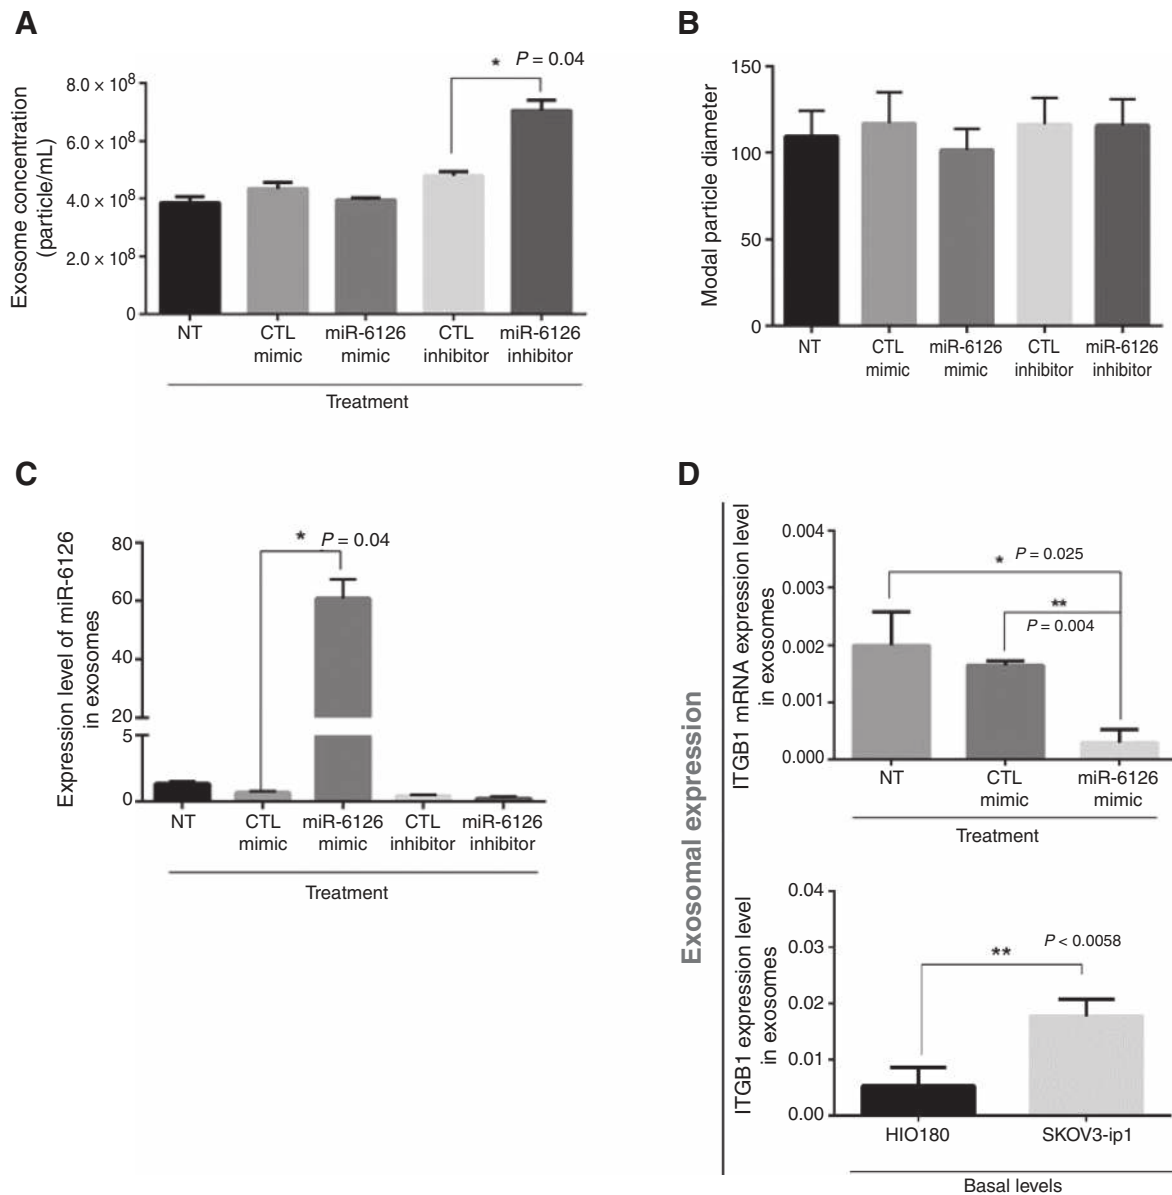 A
Exosome concentration
(particle/mL)
8.0 × 10⁸
6.0 × 10⁸
4.0 × 10⁸
2.0 × 10⁸
0
* P = 0.04
NT
CTL mimic
miR-6126 mimic
CTL inhibitor
miR-6126 inhibitor
Treatment
B
Modal particle diameter
150
100
50
0
NT
CTL mimic
miR-6126 mimic
CTL inhibitor
miR-6126 inhibitor
C
Expression level of miR-6126
in exosomes
80
60
40
20
5
0
* P = 0.04
NT
CTL mimic
miR-6126 mimic
CTL inhibitor
miR-6126 inhibitor
Treatment
D
Exosomal expression
ITGB1 mRNA expression level
in exosomes
0.004
0.003
0.002
0.001
0.000
* P = 0.025
**
P = 0.004
NT
CTL mimic
miR-6126 mimic
Treatment
ITGB1 expression level
in exosomes
0.04
0.03
0.02
0.01
0.00
P < 0.0058
**
HIO180
SKOV3-ip1
Basal levels